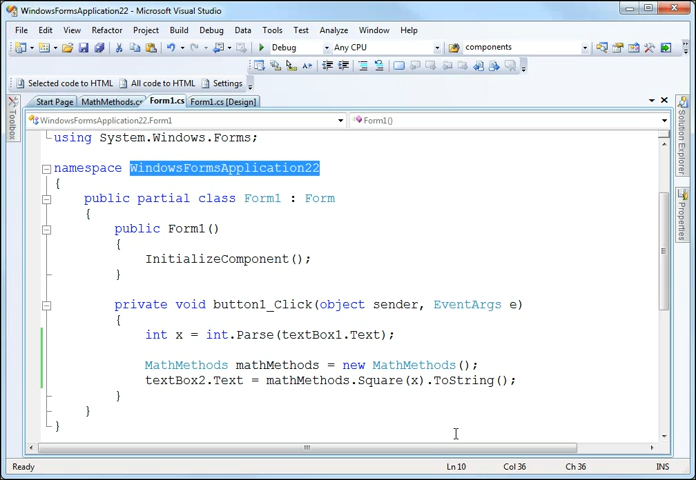 WindowsFormsApplication22 - Microsoft Visual Studio
File Edit View Refactor Project Build Debug Data Tools Test Analyze Window Help
Debug Any CPU components
Selected code to HTML All code to HTML Settings
Start Page MathMethods.cs Form1.cs Form1.cs [Design]
Toolbox
WindowsFormsApplication22.Form1 Form1()
Solution Explorer
Properties
using System.Windows.Forms;
namespace WindowsFormsApplication22
{
public partial class Form1 : Form
{
public Form1()
{
InitializeComponent();
}
private void button1_Click(object sender, EventArgs e)
{
int x = int.Parse(textBox1.Text);
MathMethods mathMethods = new MathMethods();
textBox2.Text = mathMethods.Square(x).ToString();
}
}
}
Ready Ln 10 Col 36 Ch 36 INS